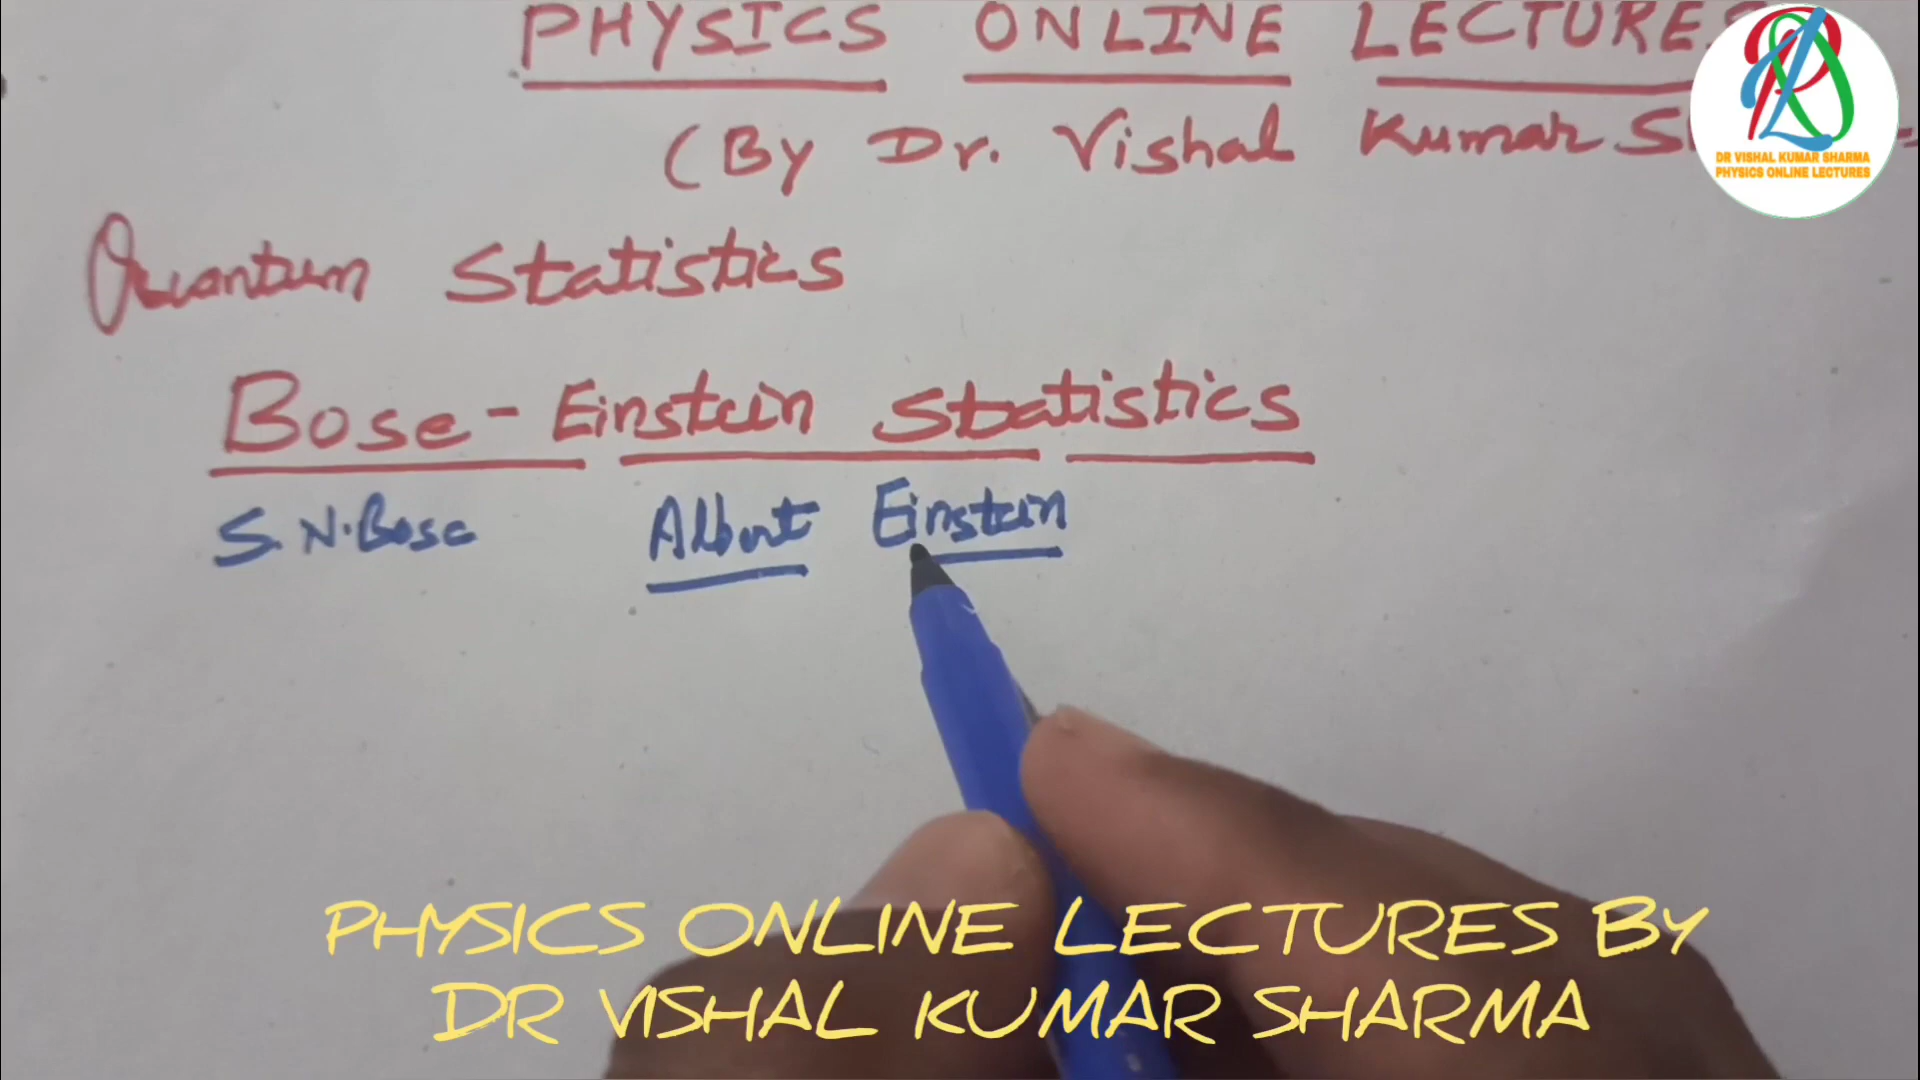 PHYSICS ONLINE LECTURES
(By Dr. Vishal Kumar
DR VISHAL KUMAR SHARMA
PHYSICS ONLINE LECTURES
Quantum Statistics
Bose-Einstein Statistics
S. N. Bose Albert Einstein
PHYSICS ONLINE LECTURES BY
DR VISHAL KUMAR SHARMA